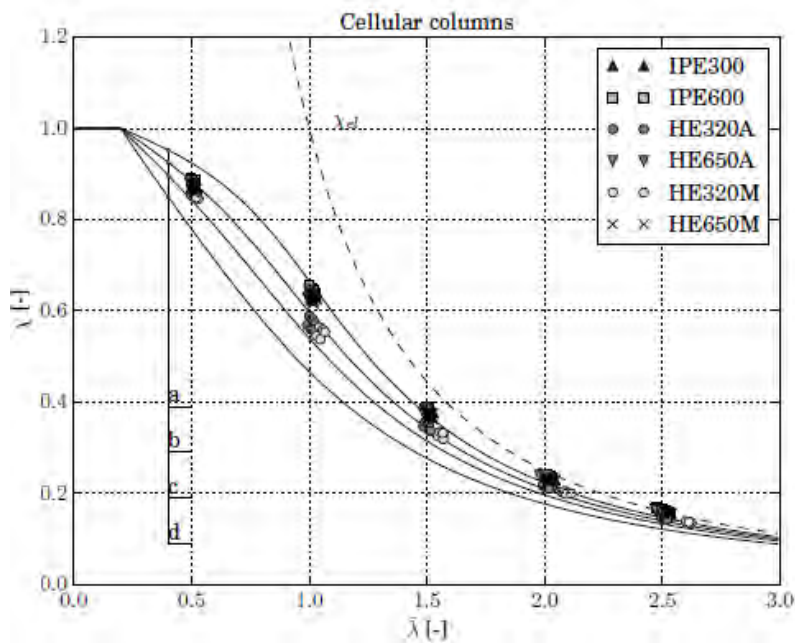 Cellular columns
1.2
1.0
0.8
0.6
0.4
0.2
0.0
χ [-]
χel
a
b
c
d
IPE300
IPE600
HE320A
HE650A
HE320M
HE650M
0.0 0.5 1.0 1.5 2.0 2.5 3.0
λ̄ [-]